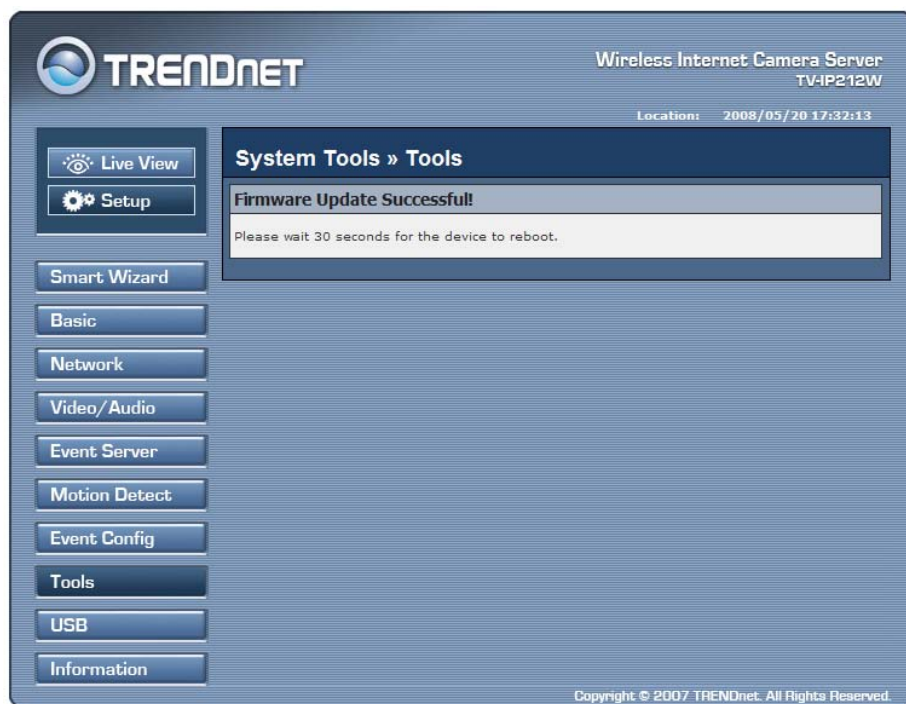 TRENDNET
Wireless Internet Camera Server
TV-IP212W
Location: 2008/05/20 17:32:13
Live View
Setup
System Tools » Tools
Firmware Update Successful!
Please wait 30 seconds for the device to reboot.
Smart Wizard
Basic
Network
Video/Audio
Event Server
Motion Detect
Event Config
Tools
USB
Information
Copyright © 2007 TRENDnet. All Rights Reserved.